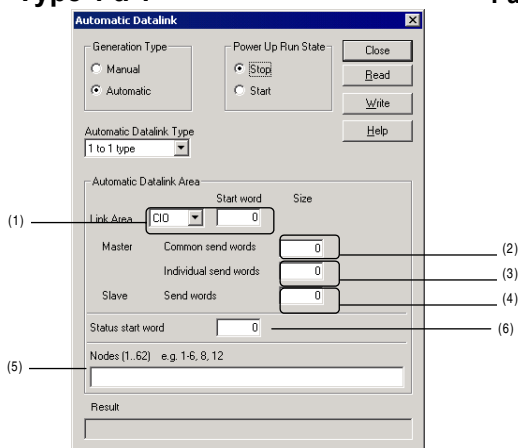 Automatic Datalink
Generation Type
Manual
Automatic
Power Up Run State
Stop
Start
Close
Read
Write
Help
Automatic Datalink Type
1 to 1 type
Automatic Datalink Area
Start word Size
(1) Link Area CIO 0
Master Common send words 0 (2)
Individual send words 0 (3)
Slave Send words 0 (4)
Status start word 0 (6)
Nodes (1..62) e.g. 1-6, 8, 12
(5)
Result